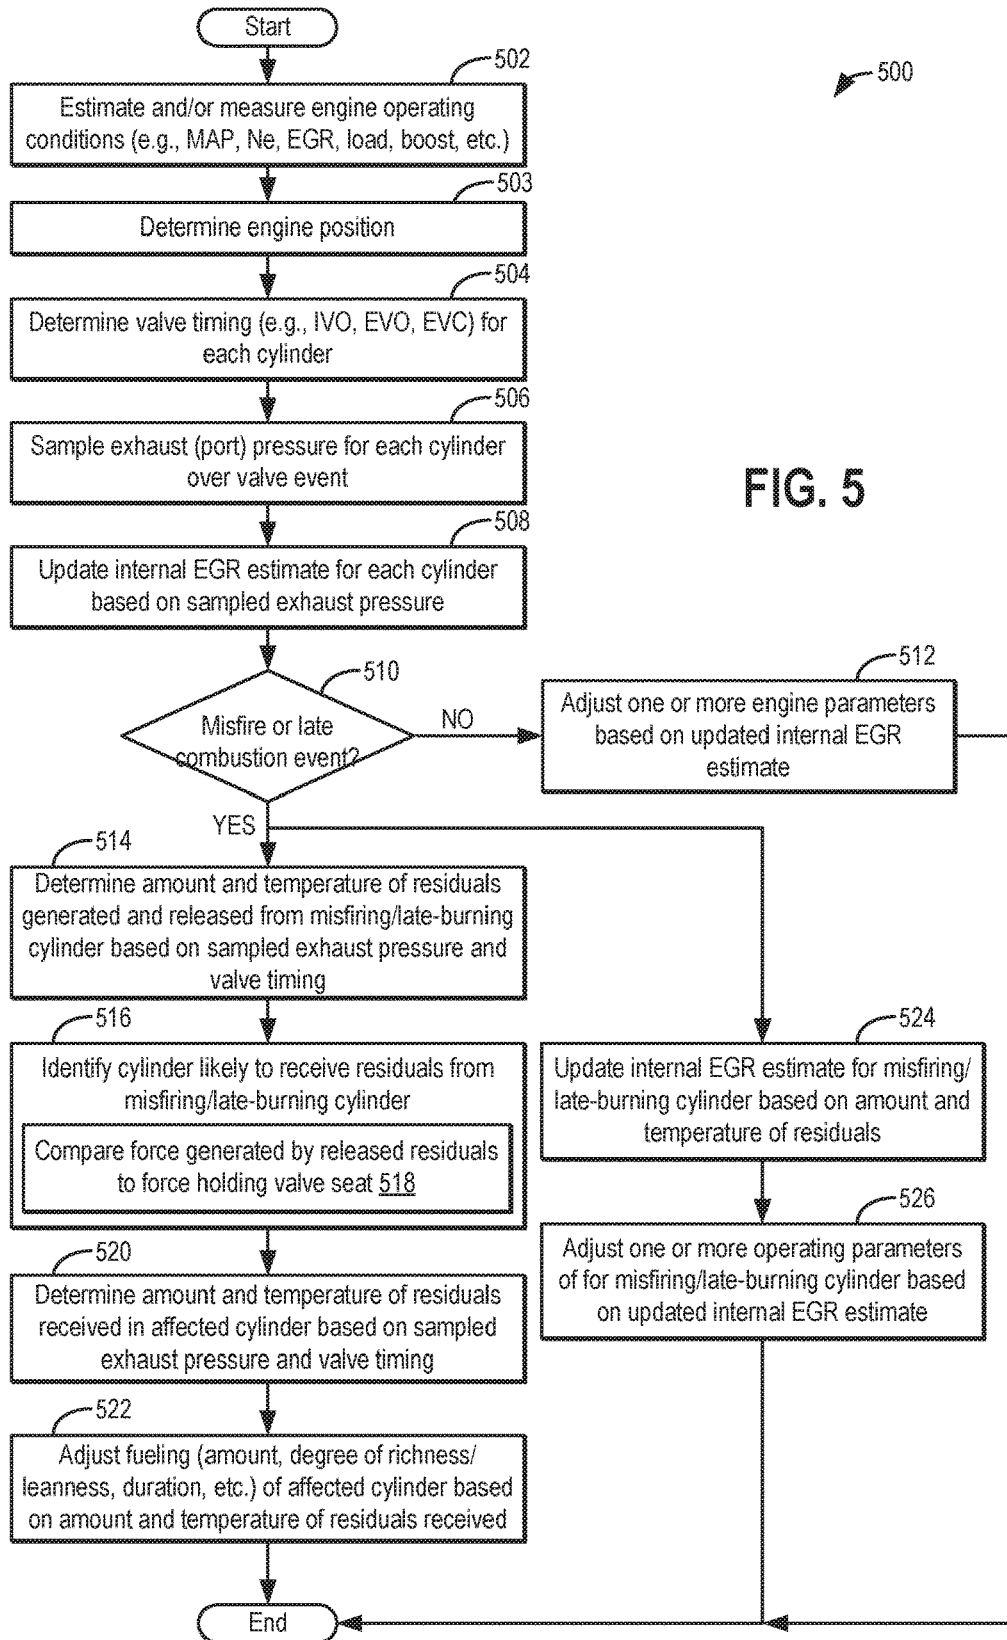 Start
502
500
Estimate and/or measure engine operating
conditions (e.g., MAP, Ne, EGR, load, boost, etc.)
503
Determine engine position
504
Determine valve timing (e.g., IVO, EVO, EVC) for
each cylinder
506
Sample exhaust (port) pressure for each cylinder
over valve event
FIG. 5
508
Update internal EGR estimate for each cylinder
based on sampled exhaust pressure
510
Misfire or late
combustion event?
NO
512
Adjust one or more engine parameters
based on updated internal EGR
estimate
YES
514
Determine amount and temperature of residuals
generated and released from misfiring/late-burning
cylinder based on sampled exhaust pressure and
valve timing
516
Identify cylinder likely to receive residuals from
misfiring/late-burning cylinder
Compare force generated by released residuals
to force holding valve seat 518
524
Update internal EGR estimate for misfiring/
late-burning cylinder based on amount and
temperature of residuals
520
Determine amount and temperature of residuals
received in affected cylinder based on sampled
exhaust pressure and valve timing
526
Adjust one or more operating parameters
of for misfiring/late-burning cylinder based
on updated internal EGR estimate
522
Adjust fueling (amount, degree of richness/
leanness, duration, etc.) of affected cylinder based
on amount and temperature of residuals received
End